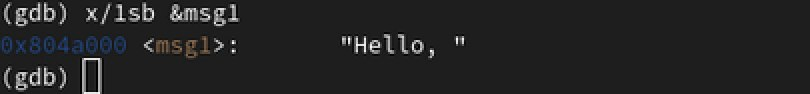 (gdb) x/1sb &msg1
0x804a000 <msg1>:       "Hello, "
(gdb)